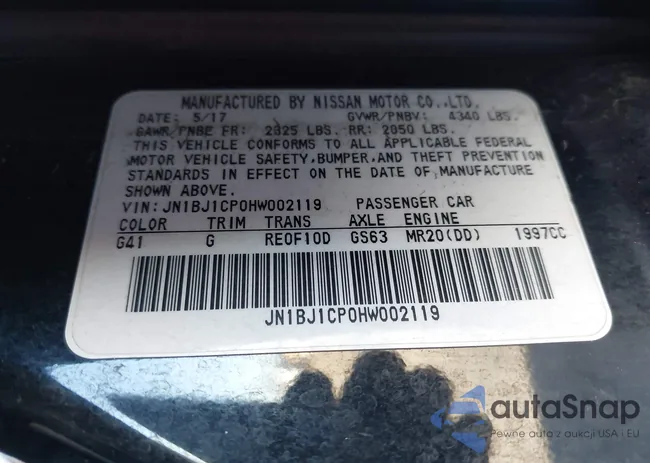 MANUFACTURED BY NISSAN MOTOR CO.,LTD.
DATE: 5/17 GVWR/PNBV: 4340 LBS.
GAWR/PNBE FR: 2325 LBS. RR: 2050 LBS.
THIS VEHICLE CONFORMS TO ALL APPLICABLE FEDERAL
MOTOR VEHICLE SAFETY,BUMPER,AND THEFT PREVENTION
STANDARDS IN EFFECT ON THE DATE OF MANUFACTURE
SHOWN ABOVE.
VIN: JN1BJ1CP0HW002119 PASSENGER CAR
COLOR TRIM TRANS AXLE ENGINE
G41 G RE0F10D GS63 MR20(DD) 1997CC
JN1BJ1CP0HW002119
autaSnap
Pewne auta z aukcji USA i EU